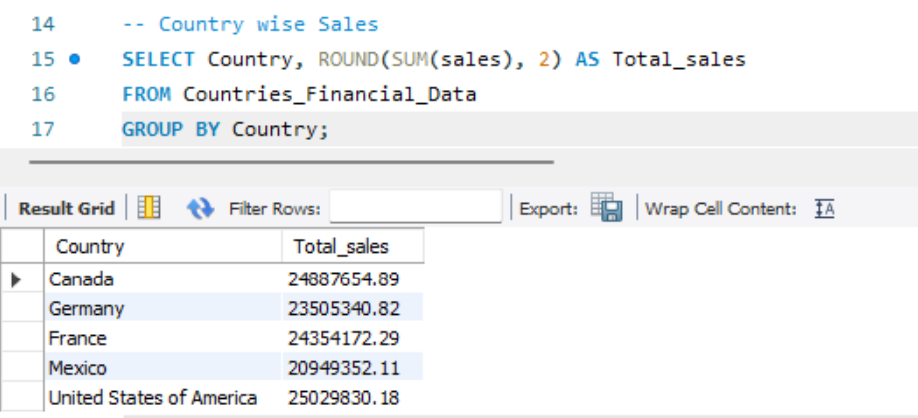 14 -- Country wise Sales
15 SELECT Country, ROUND(SUM(sales), 2) AS Total_sales
16 FROM Countries_Financial_Data
17 GROUP BY Country;
Result Grid Filter Rows: Export: Wrap Cell Content: IA
Country Total_sales
Canada 24887654.89
Germany 23505340.82
France 24354172.29
Mexico 20949352.11
United States of America 25029830.18